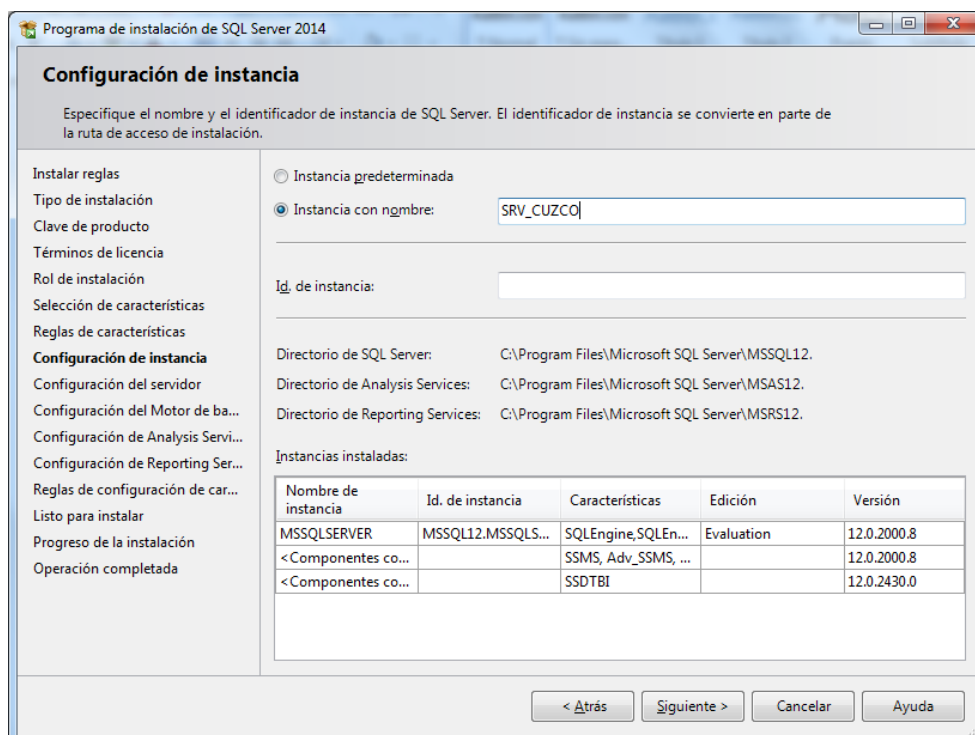 Programa de instalación de SQL Server 2014
Configuración de instancia
Especifique el nombre y el identificador de instancia de SQL Server. El identificador de instancia se convierte en parte de
la ruta de acceso de instalación.
Instalar reglas
Tipo de instalación
Clave de producto
Términos de licencia
Rol de instalación
Selección de características
Reglas de características
Configuración de instancia
Configuración del servidor
Configuración del Motor de ba...
Configuración de Analysis Servi...
Configuración de Reporting Ser...
Reglas de configuración de car...
Listo para instalar
Progreso de la instalación
Operación completada
Instancia predeterminada
Instancia con nombre: SRV_CUZCO
Id. de instancia:
Directorio de SQL Server: C:\Program Files\Microsoft SQL Server\MSSQL12.
Directorio de Analysis Services: C:\Program Files\Microsoft SQL Server\MSAS12.
Directorio de Reporting Services: C:\Program Files\Microsoft SQL Server\MSRS12.
Instancias instaladas:
Nombre de instancia Id. de instancia Características Edición Versión
MSSQLSERVER MSSQL12.MSSQLS... SQLEngine,SQLEn... Evaluation 12.0.2000.8
<Componentes co... SSMS, Adv_SSMS, ... 12.0.2000.8
<Componentes co... SSDTBI 12.0.2430.0
< Atrás Siguiente > Cancelar Ayuda